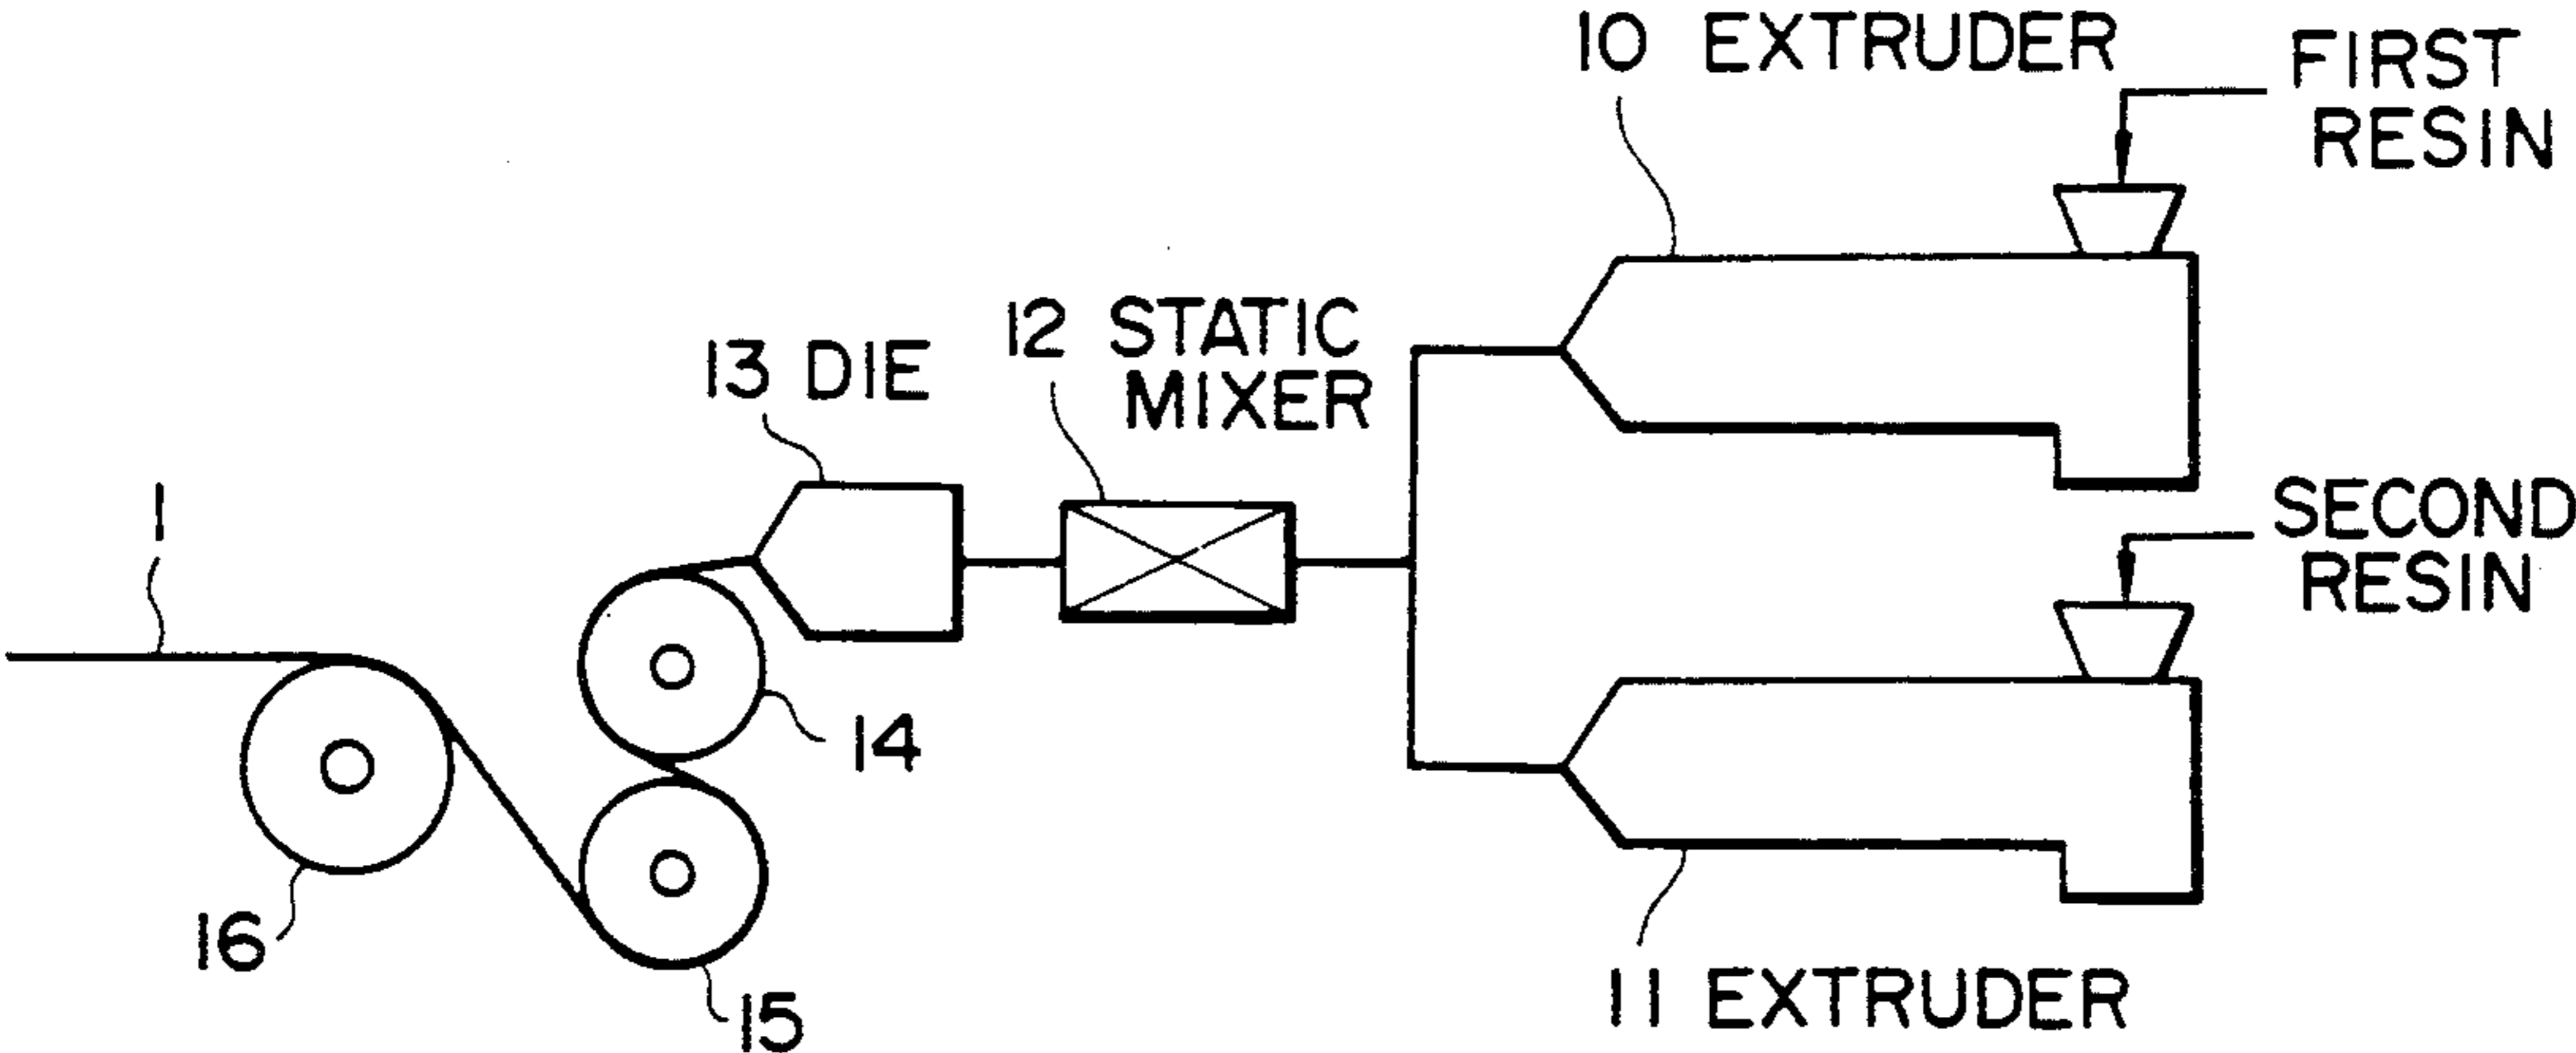 10 EXTRUDER
FIRST
RESIN
12 STATIC
MIXER
13 DIE
1
SECOND
RESIN
14
16
15
11 EXTRUDER